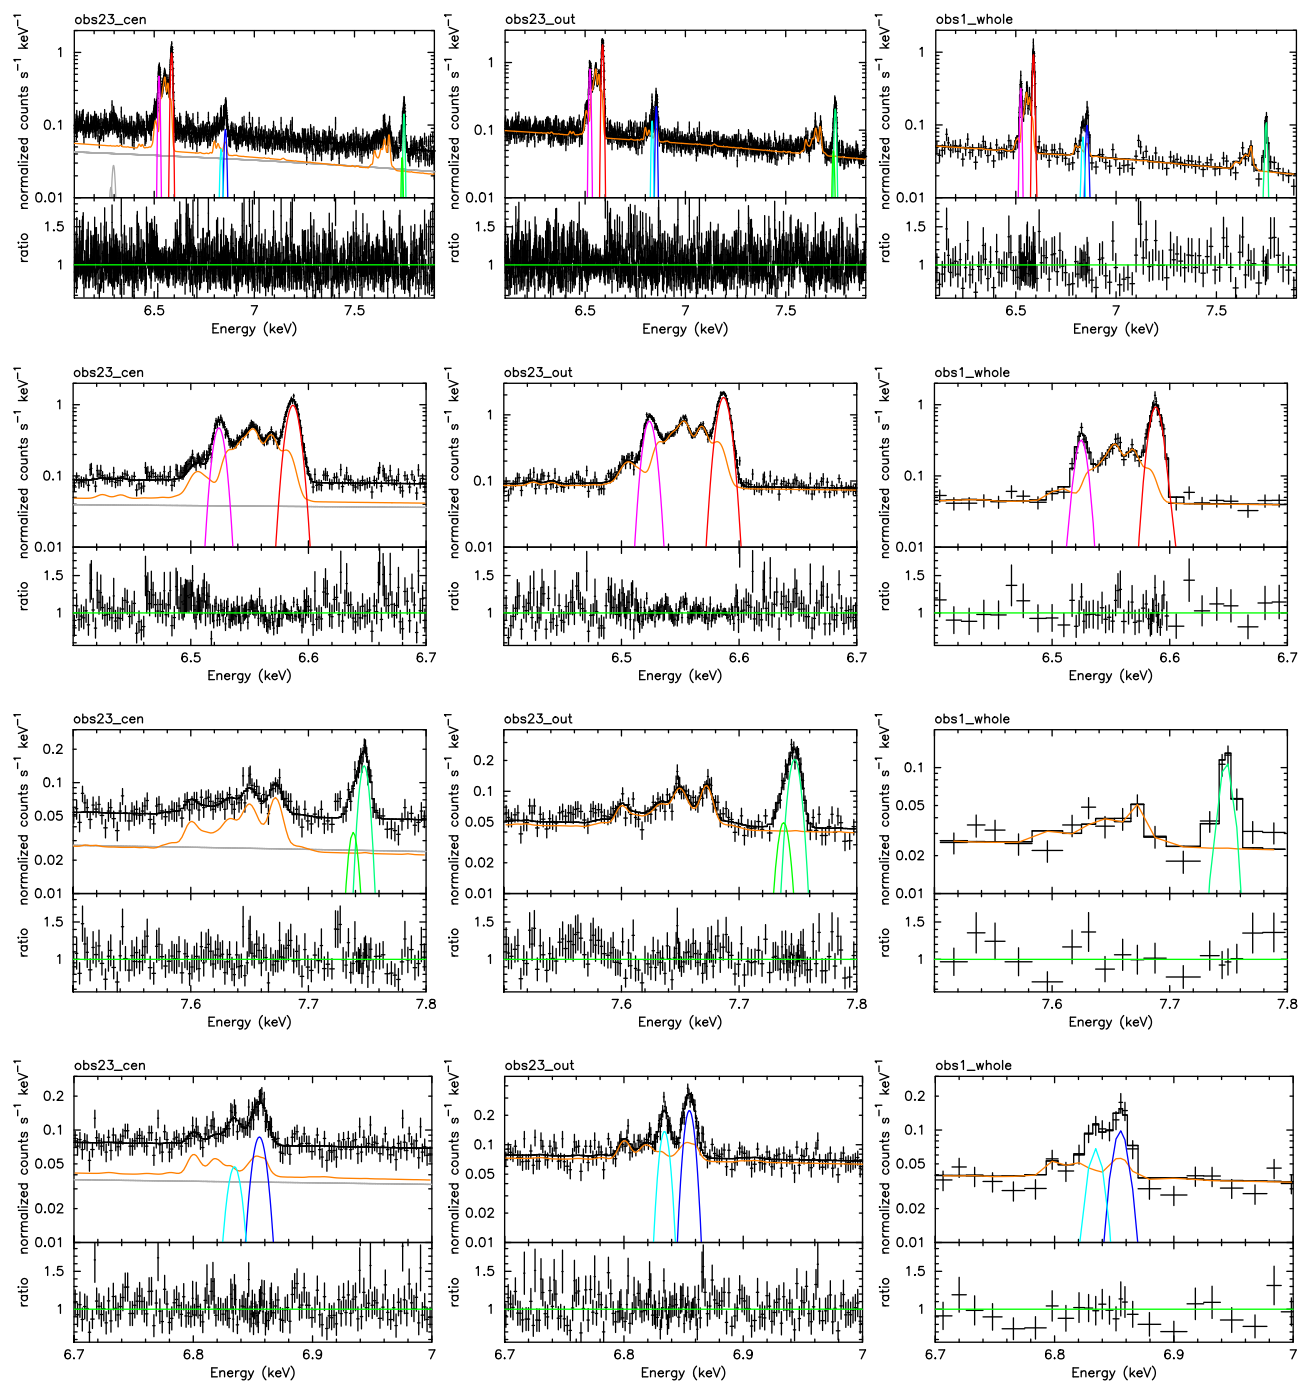 obs23_cen
normalized counts s⁻¹ keV⁻¹
1
0.1
0.01
ratio
1.5
1
6.5
7
7.5
Energy (keV)
obs23_out
normalized counts s⁻¹ keV⁻¹
1
0.1
0.01
ratio
1.5
1
6.5
7
7.5
Energy (keV)
obs1_whole
normalized counts s⁻¹ keV⁻¹
1
0.1
0.01
ratio
1.5
1
6.5
7
7.5
Energy (keV)
obs23_cen
normalized counts s⁻¹ keV⁻¹
1
0.1
0.01
ratio
1.5
1
6.5
6.6
6.7
Energy (keV)
obs23_out
normalized counts s⁻¹ keV⁻¹
1
0.1
0.01
ratio
1.5
1
6.5
6.6
6.7
Energy (keV)
obs1_whole
normalized counts s⁻¹ keV⁻¹
1
0.1
0.01
ratio
1.5
1
6.5
6.6
6.7
Energy (keV)
obs23_cen
normalized counts s⁻¹ keV⁻¹
0.2
0.1
0.05
0.02
0.01
ratio
1.5
1
7.6
7.7
7.8
Energy (keV)
obs23_out
normalized counts s⁻¹ keV⁻¹
0.2
0.1
0.05
0.02
0.01
ratio
1.5
1
7.6
7.7
7.8
Energy (keV)
obs1_whole
normalized counts s⁻¹ keV⁻¹
0.1
0.05
0.02
0.01
ratio
1.5
1
7.6
7.7
7.8
Energy (keV)
obs23_cen
normalized counts s⁻¹ keV⁻¹
0.2
0.1
0.05
0.02
0.01
ratio
1.5
1
6.7
6.8
6.9
7
Energy (keV)
obs23_out
normalized counts s⁻¹ keV⁻¹
0.2
0.1
0.05
0.02
0.01
ratio
1.5
1
6.7
6.8
6.9
7
Energy (keV)
obs1_whole
normalized counts s⁻¹ keV⁻¹
0.2
0.1
0.05
0.02
0.01
ratio
1.5
1
6.7
6.8
6.9
7
Energy (keV)